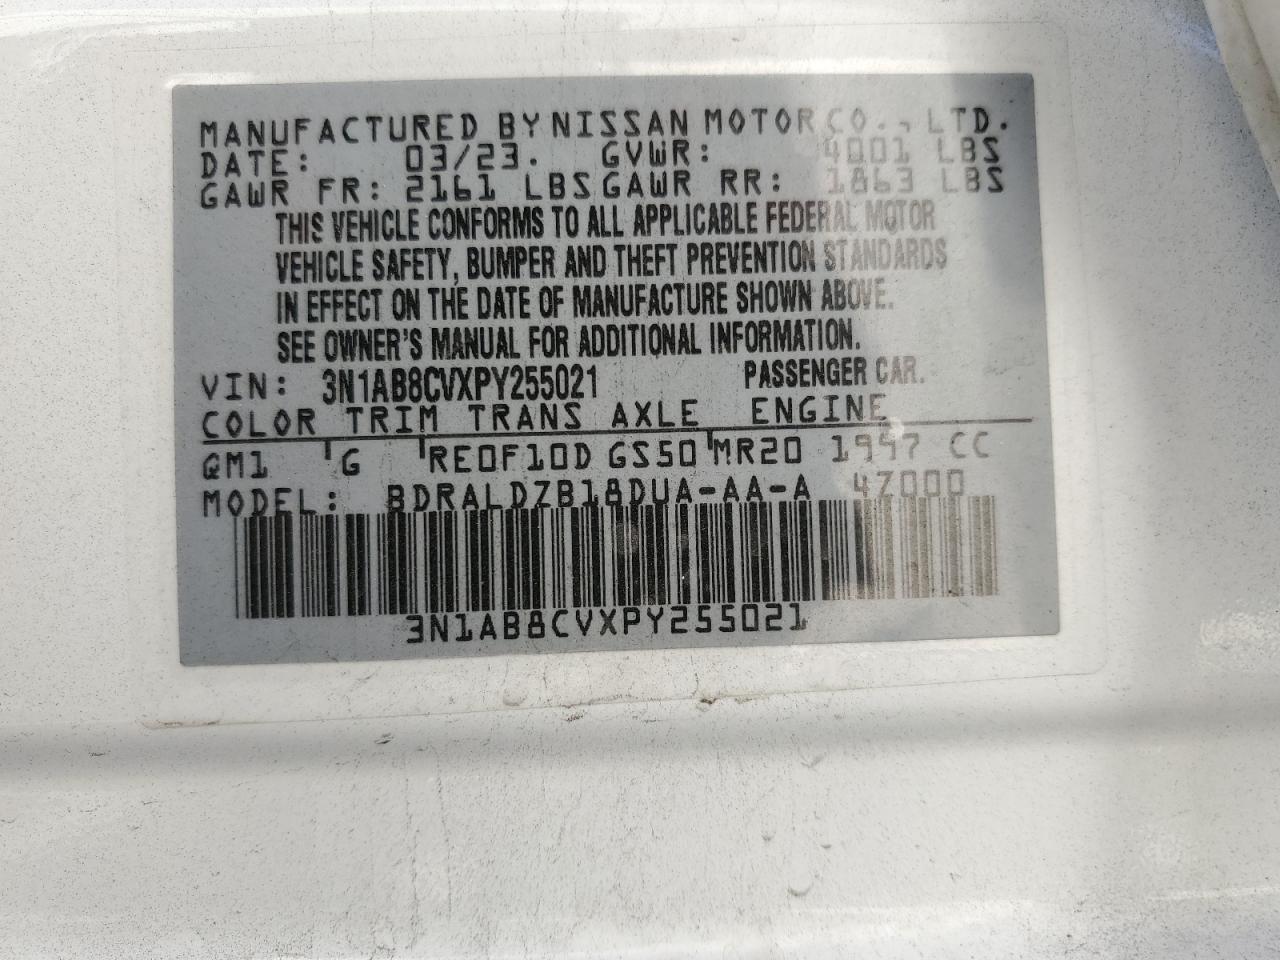 MANUFACTURED BY NISSAN MOTOR CO., LTD.
DATE: 03/23. GVWR: 4001 LBS
GAWR FR: 2161 LBS GAWR RR: 1863 LBS
THIS VEHICLE CONFORMS TO ALL APPLICABLE FEDERAL MOTOR
VEHICLE SAFETY, BUMPER AND THEFT PREVENTION STANDARDS
IN EFFECT ON THE DATE OF MANUFACTURE SHOWN ABOVE.
SEE OWNER'S MANUAL FOR ADDITIONAL INFORMATION.
VIN: 3N1AB8CVXPY255021 PASSENGER CAR.
COLOR TRIM TRANS AXLE ENGINE
QM1 G RE0F10D GS50 MR20 1997 CC
MODEL: BDRALDZB18DUA-AA-A 4Z000
3N1AB8CVXPY255021